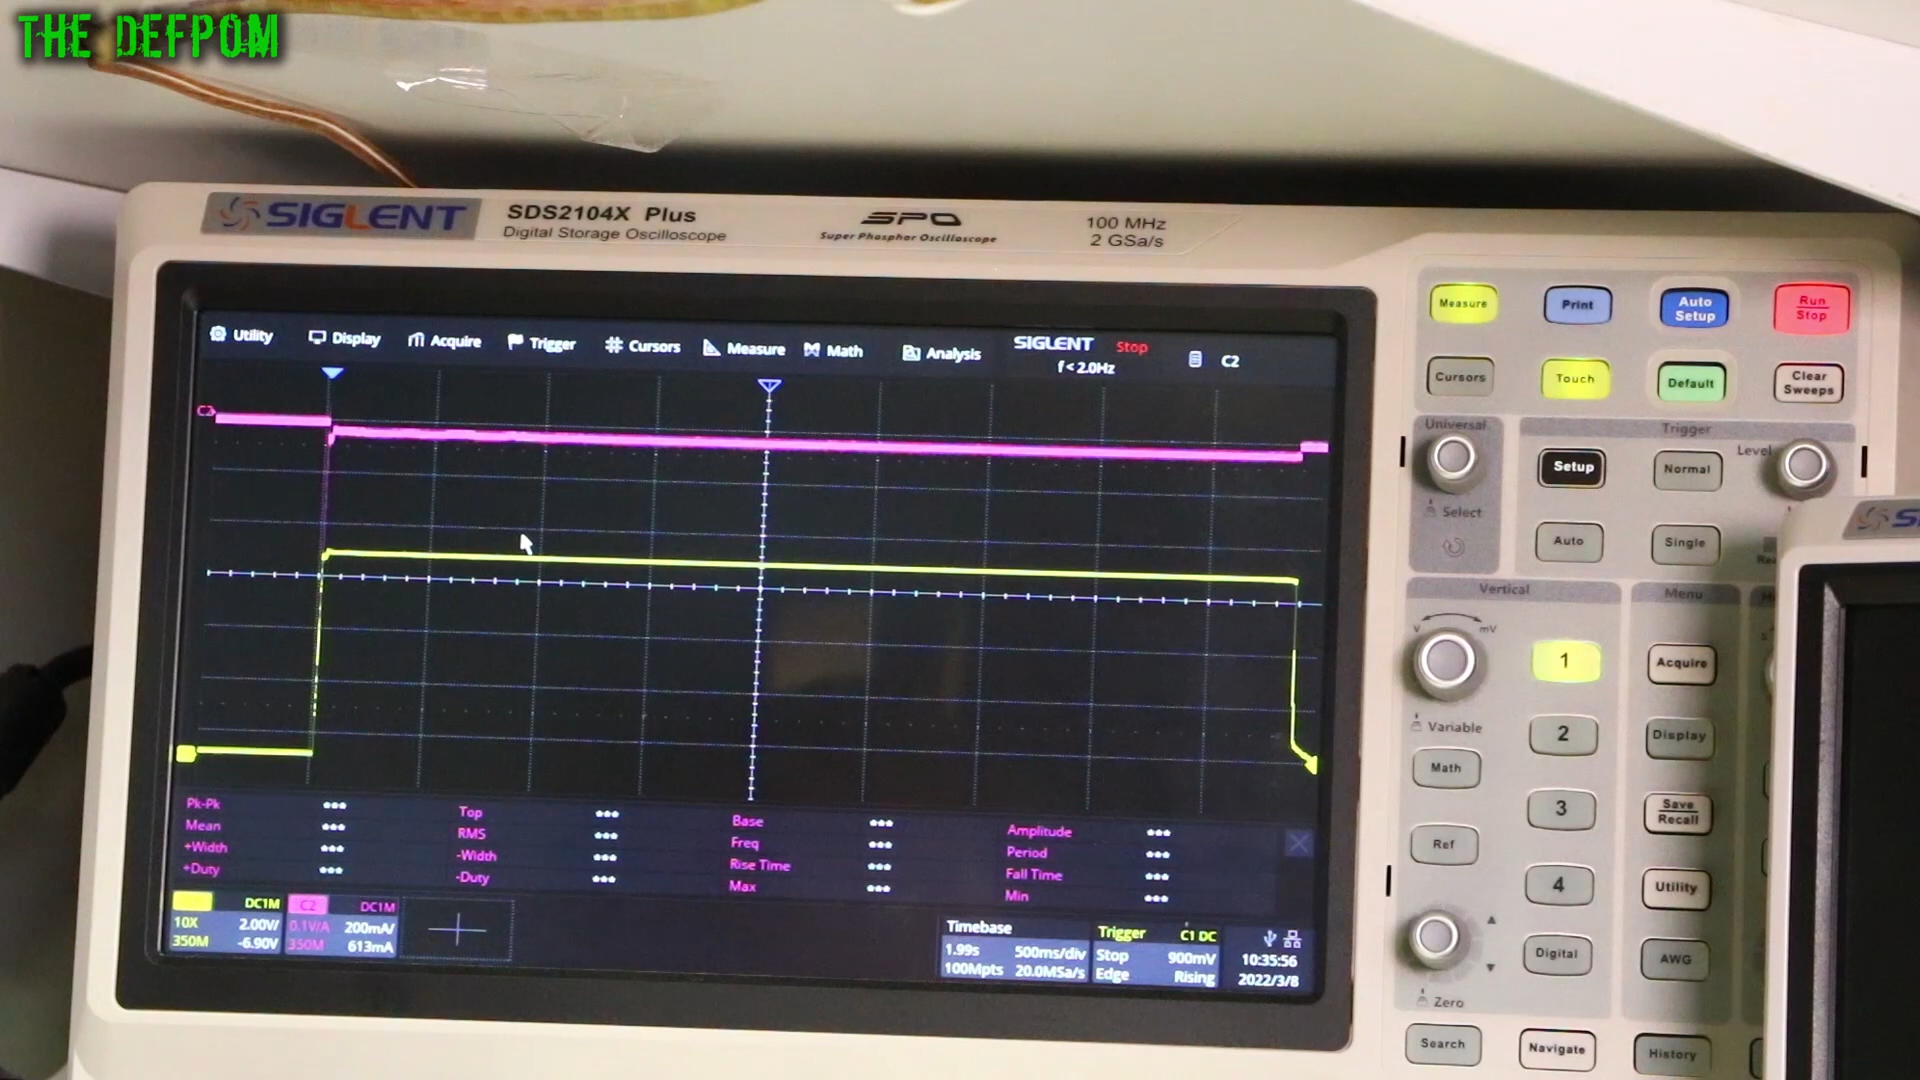 THE DEFPOM
SIGLENT
SDS2104X Plus
Digital Storage Oscilloscope
SPO
Super Phosphor Oscilloscope
100 MHz
2 GSa/s
Utility
Display
Acquire
Trigger
Cursors
Measure
Math
Analysis
SIGLENT
Stop
f < 2.0Hz
C2
C2
Pk-Pk ***
Top ***
Base ***
Amplitude ***
Mean ***
RMS ***
Freq ***
Period ***
+Width ***
-Width ***
Rise Time ***
Fall Time ***
+Duty ***
-Duty ***
Max ***
Min ***
DC1M
10X 2.00V/
350M -6.90V
C2 DC1M
0.1V/A 200mA/
350M 613mA
Timebase
1.99s 500ms/div
100Mpts 20.0MSa/s
Trigger C1 DC
Stop 900mV
Edge Rising
10:35:56
2022/3/8
Measure
Print
Auto
Setup
Run
Stop
Cursors
Touch
Default
Clear
Sweeps
Universal
Select
Trigger
Setup
Normal
Level
Auto
Single
Vertical
V
mV
Variable
1
2
3
4
Math
Ref
Digital
Zero
Search
Navigate
Menu
Acquire
Display
Save
Recall
Utility
AWG
History